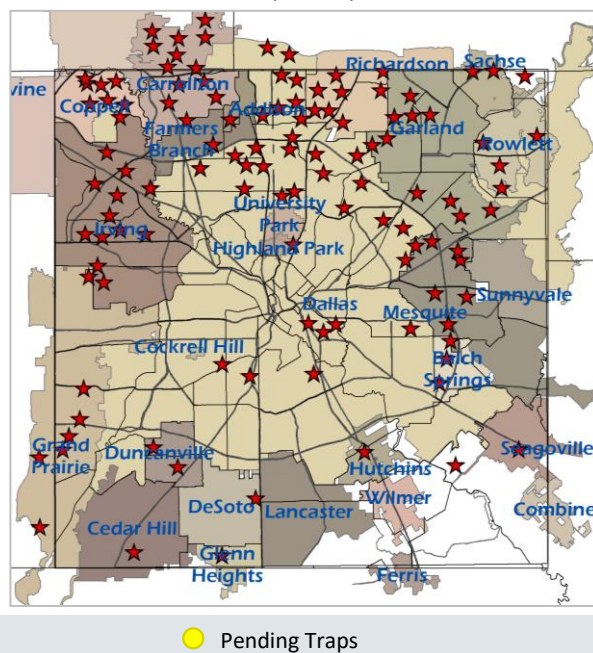 Richardson
Sachse
vine
Coppell
Carrollton
Addison
Farmers
Branch
Garland
Rowlett
University
Park
Irving
Highland Park
Dallas
Sunnyvale
Mesquite
Cockrell Hill
Balch
Springs
Grand
Prairie
Duncanville
Seagoville
Hutchins
DeSoto
Lancaster
Wilmer
Combine
Cedar Hill
Glenn
Heights
Ferris
Pending Traps